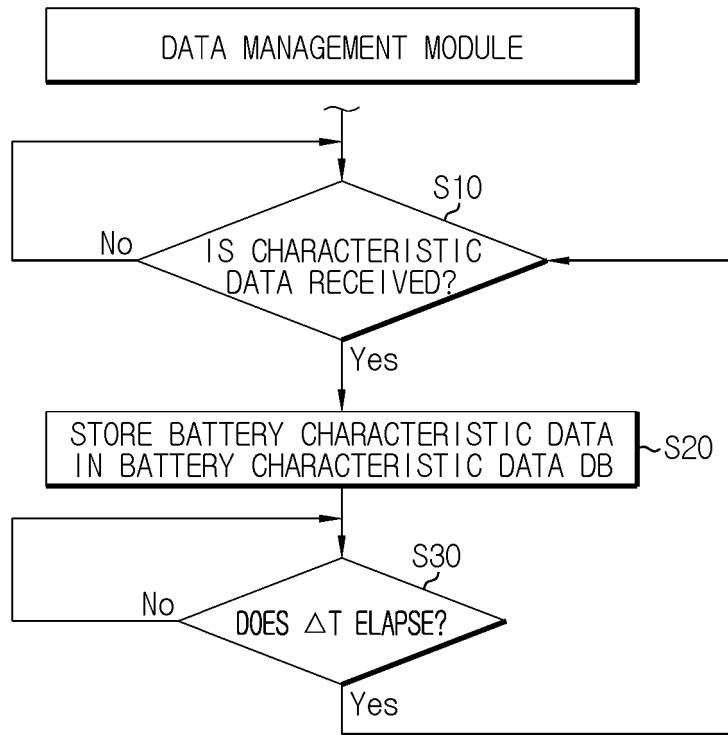 DATA MANAGEMENT MODULE
S10
No
IS CHARACTERISTIC
DATA RECEIVED?
Yes
STORE BATTERY CHARACTERISTIC DATA
IN BATTERY CHARACTERISTIC DATA DB
S20
S30
No
DOES △T ELAPSE?
Yes